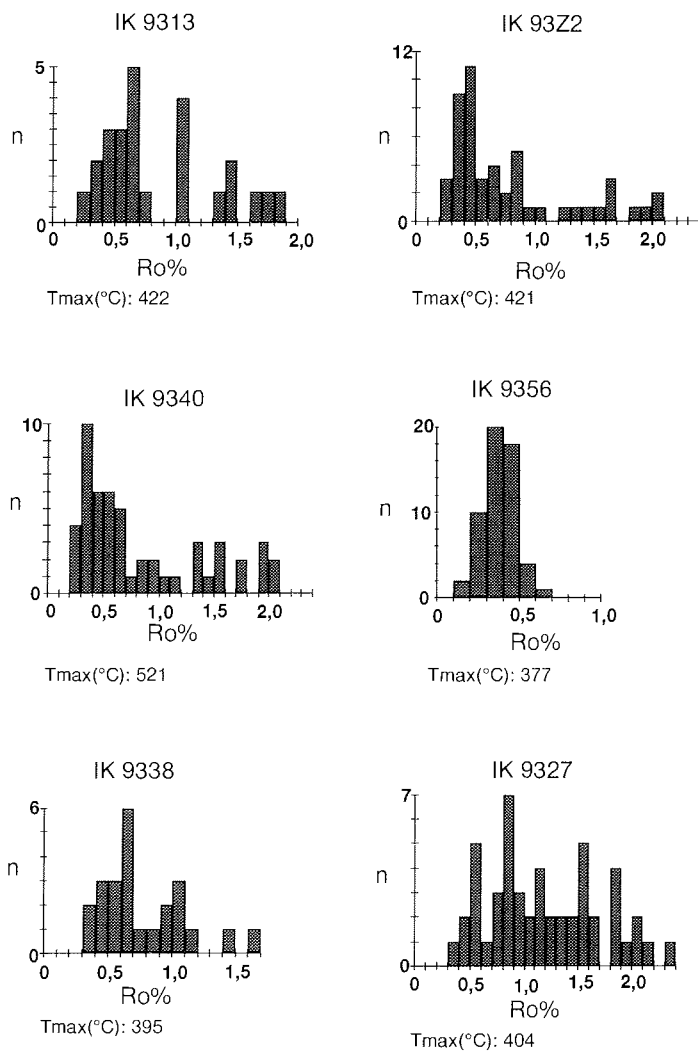 IK 9313
5
n
0
0 0,5 1,0 1,5 2,0
Ro%
Tmax(°C): 422
IK 93Z2
12
n
0
0 0,5 1,0 1,5 2,0
Ro%
Tmax(°C): 421
IK 9340
10
n
0
0 0,5 1,0 1,5 2,0
Ro%
Tmax(°C): 521
IK 9356
20
n
10
0
0 1,0
Ro%
Tmax(°C): 377
IK 9338
6
n
0
0 0,5 1,0 1,5
Ro%
Tmax(°C): 395
IK 9327
7
n
0
0 0,5 1,0 1,5 2,0
Ro%
Tmax(°C): 404